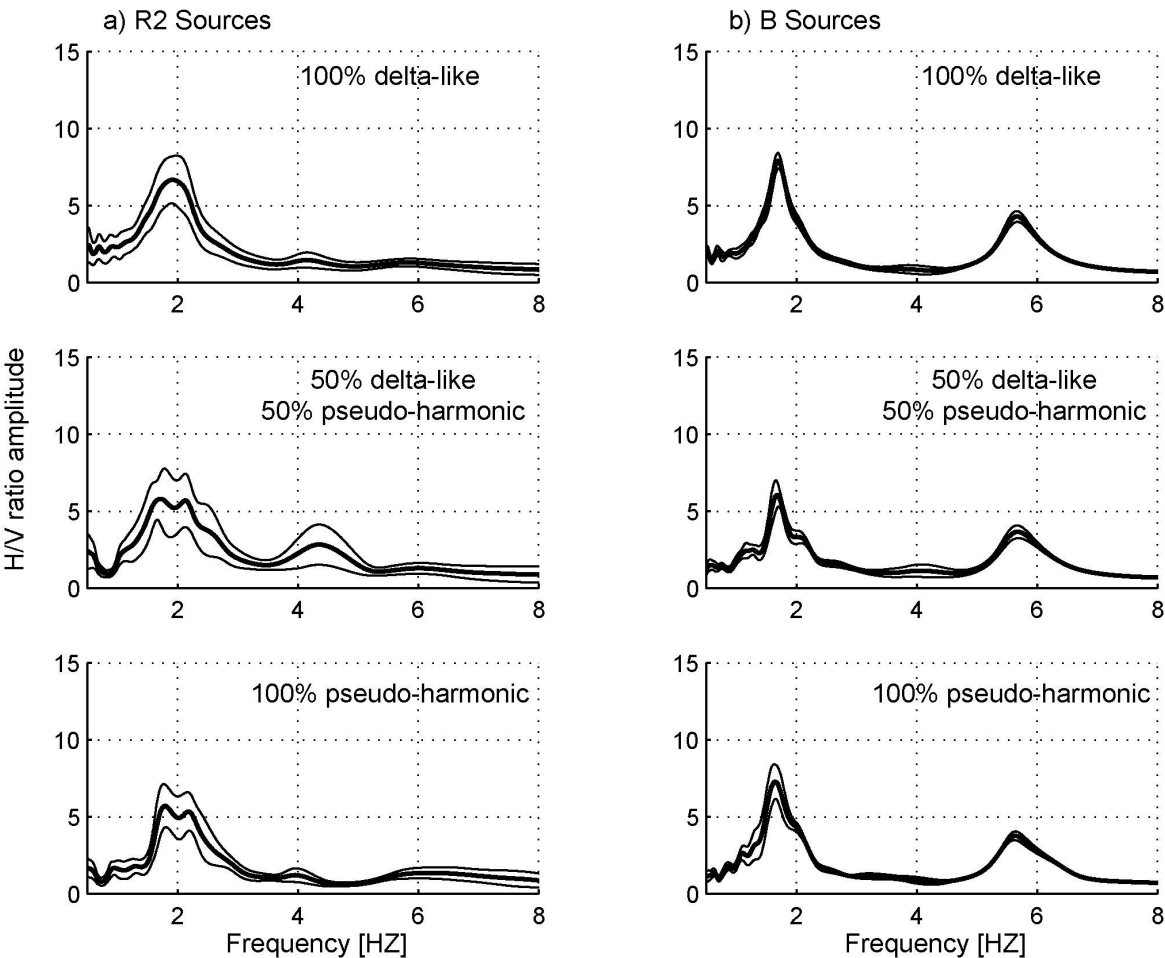 a) R2 Sources
15
10
5
0
100% delta-like
2 4 6 8
15
10
5
0
50% delta-like
50% pseudo-harmonic
2 4 6 8
15
10
5
0
100% pseudo-harmonic
2 4 6 8
Frequency [HZ]
H/V ratio amplitude
b) B Sources
15
10
5
0
100% delta-like
2 4 6 8
15
10
5
0
50% delta-like
50% pseudo-harmonic
2 4 6 8
15
10
5
0
100% pseudo-harmonic
2 4 6 8
Frequency [HZ]